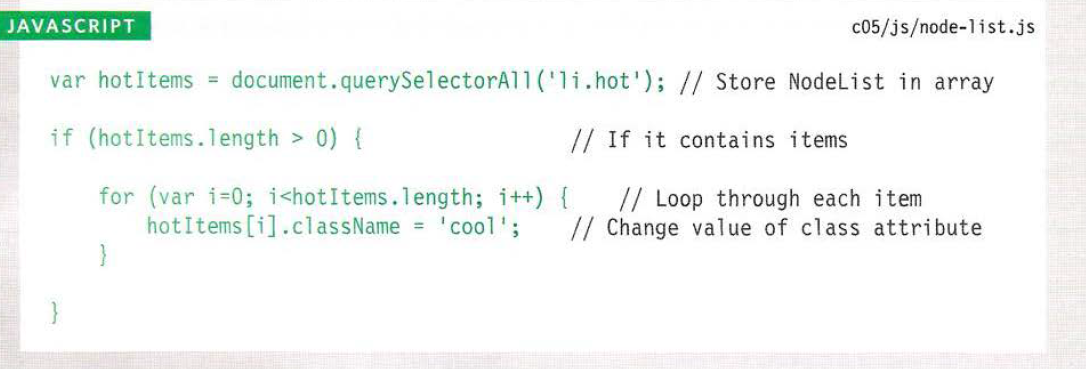 JAVASCRIPT c05/js/node-list.js
var hotItems = document.querySelectorAll('li.hot'); // Store NodeList in array
if (hotItems.length > 0) { // If it contains items
for (var i=0; i<hotItems.length; i++) { // Loop through each item
hotItems[i].className = 'cool'; // Change value of class attribute
}
}